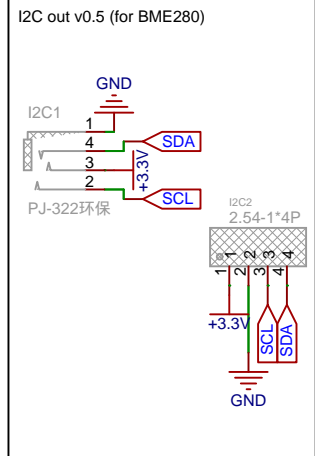 I2C out v0.5 (for BME280)
GND
I2C1
1
4
SDA
3
+3.3V
2
SCL
PJ-322环保
I2C2
2.54-1*4P
1 2 3 4
1 2 3 4
+3.3V
SCL
SDA
GND